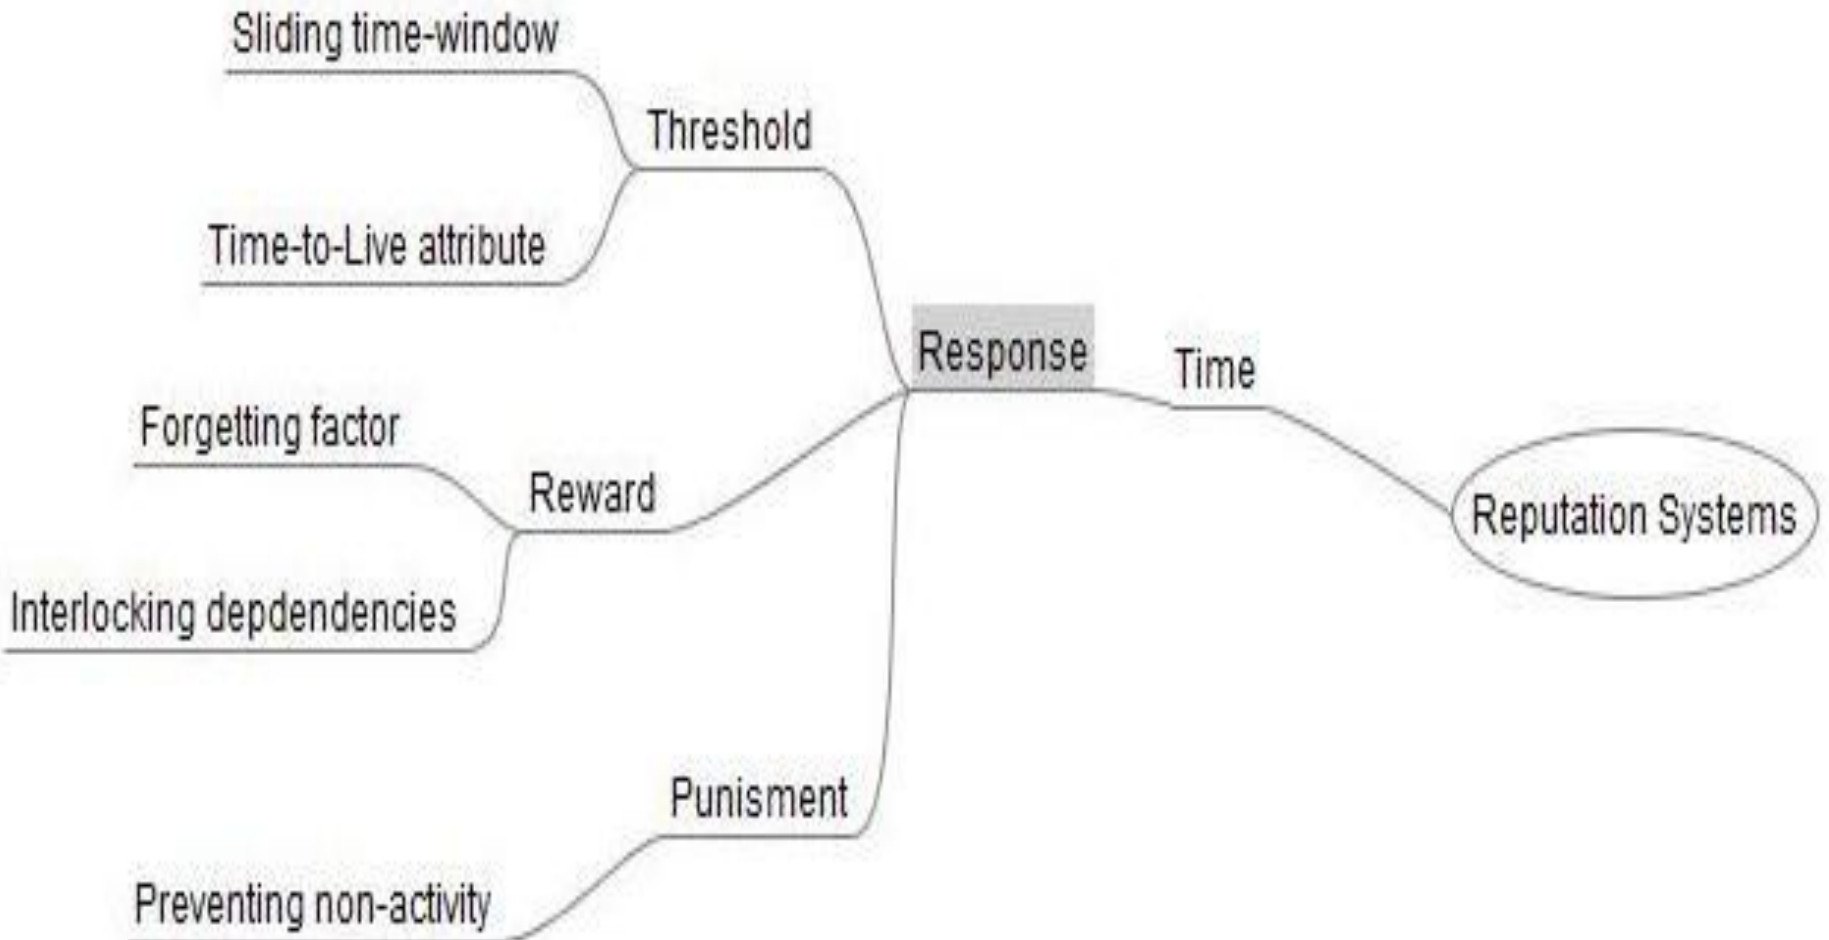 Sliding time-window
Threshold
Time-to-Live attribute
Response
Time
Forgetting factor
Reward
Reputation Systems
Interlocking depdendencies
Punisment
Preventing non-activity